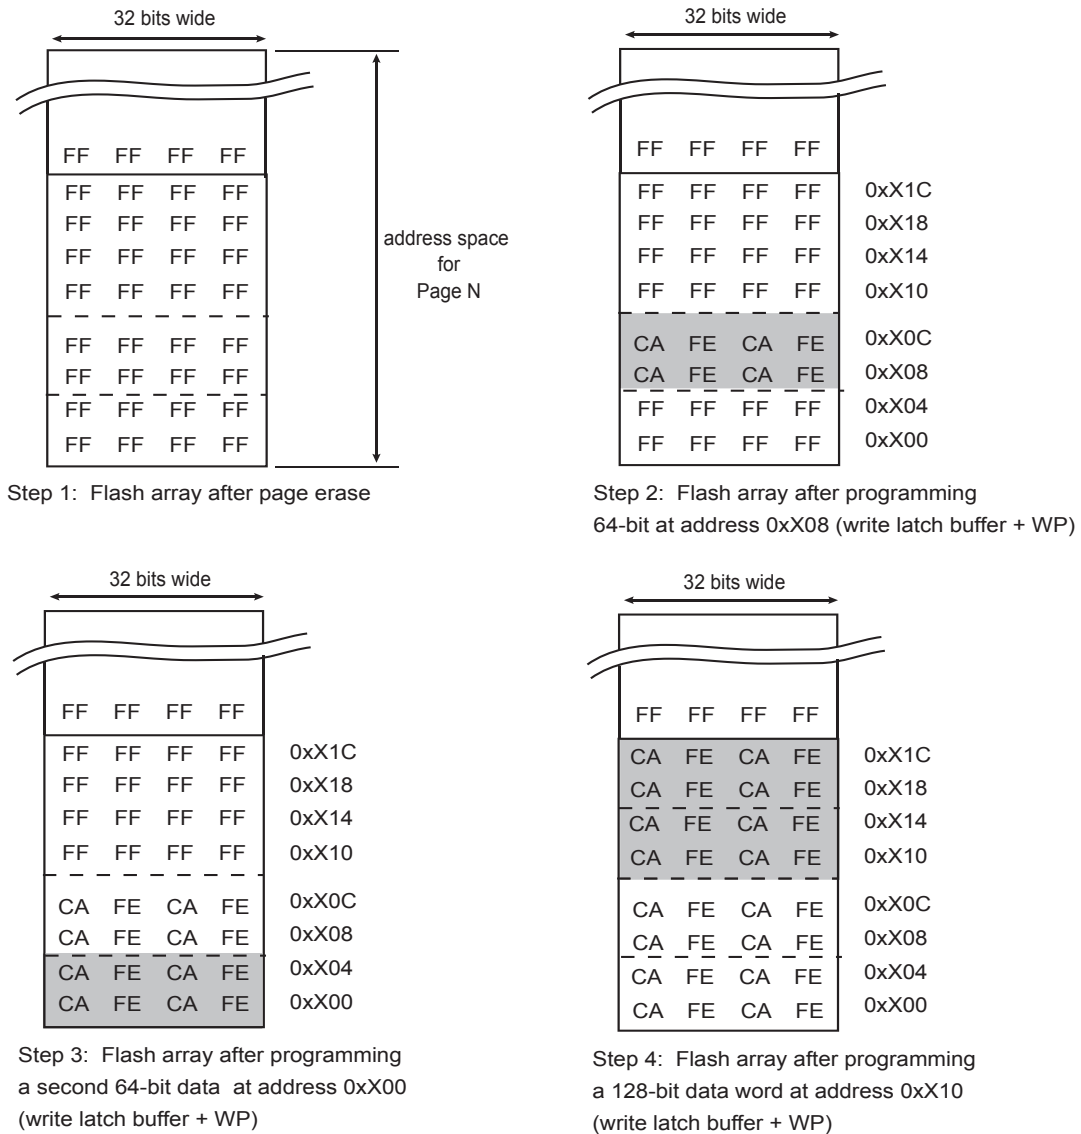 32 bits wide
FF FF FF FF
FF FF FF FF
FF FF FF FF
FF FF FF FF
FF FF FF FF
FF FF FF FF
FF FF FF FF
FF FF FF FF
FF FF FF FF
address space
for
Page N
Step 1: Flash array after page erase
32 bits wide
FF FF FF FF
FF FF FF FF 0xX1C
FF FF FF FF 0xX18
FF FF FF FF 0xX14
FF FF FF FF 0xX10
CA FE CA FE 0xX0C
CA FE CA FE 0xX08
FF FF FF FF 0xX04
FF FF FF FF 0xX00
Step 2: Flash array after programming
64-bit at address 0xX08 (write latch buffer + WP)
32 bits wide
FF FF FF FF
FF FF FF FF 0xX1C
FF FF FF FF 0xX18
FF FF FF FF 0xX14
FF FF FF FF 0xX10
CA FE CA FE 0xX0C
CA FE CA FE 0xX08
CA FE CA FE 0xX04
CA FE CA FE 0xX00
Step 3: Flash array after programming
a second 64-bit data at address 0xX00
(write latch buffer + WP)
32 bits wide
FF FF FF FF
CA FE CA FE 0xX1C
CA FE CA FE 0xX18
CA FE CA FE 0xX14
CA FE CA FE 0xX10
CA FE CA FE 0xX0C
CA FE CA FE 0xX08
CA FE CA FE 0xX04
CA FE CA FE 0xX00
Step 4: Flash array after programming
a 128-bit data word at address 0xX10
(write latch buffer + WP)